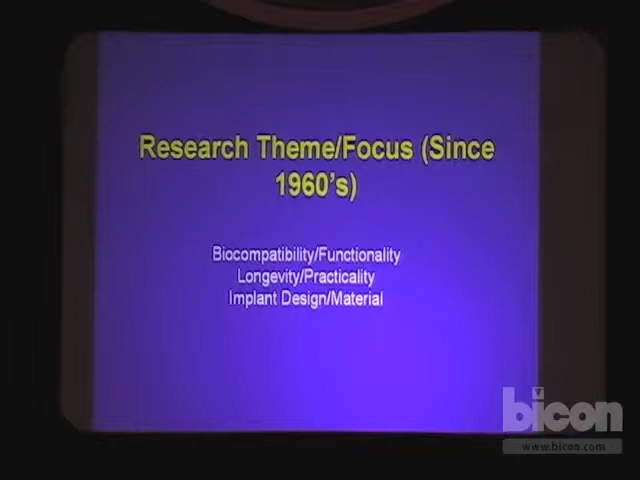 Research Theme/Focus (Since
1960's)
Biocompatibility/Functionality
Longevity/Practicality
Implant Design/Material
bicon
www.bicon.com